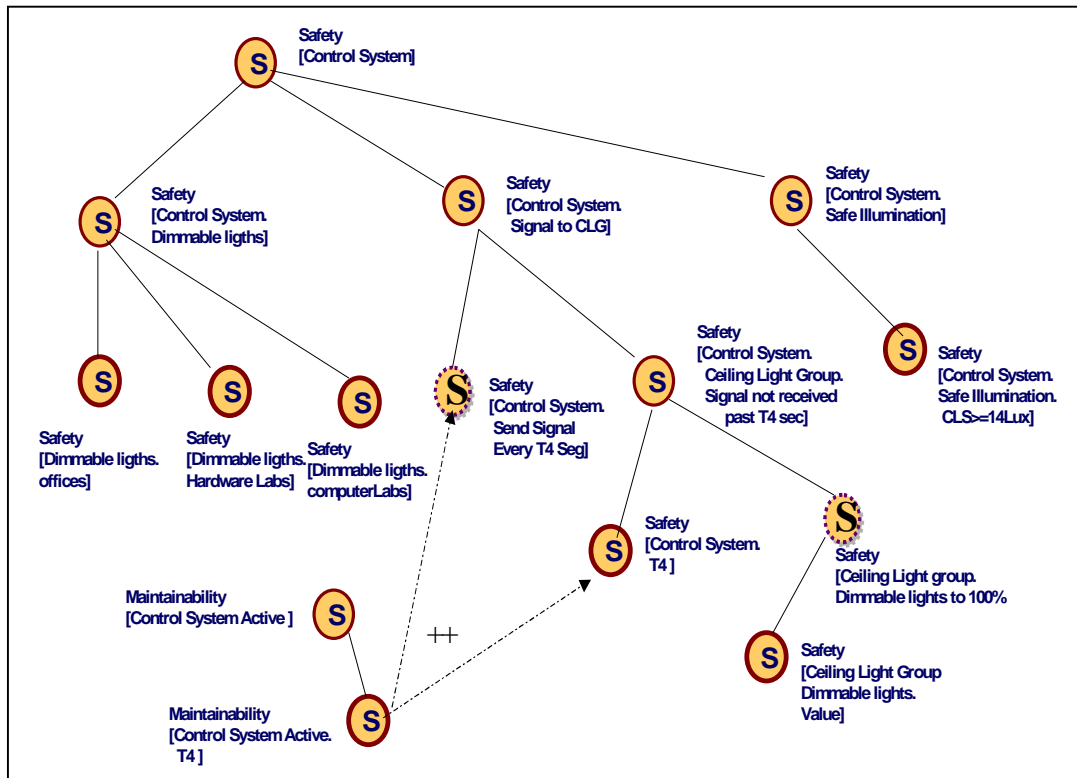 Safety
[Control System]
S
Safety
[Control System.
Dimmable ligths]
S
Safety
[Control System.
Signal to CLG]
S
Safety
[Control System.
Safe Illumination]
S
Safety
[Dimmable ligths.
offices]
S
Safety
[Dimmable ligths.
Hardware Labs]
S
Safety
[Dimmable ligths.
computerLabs]
S
Safety
[Control System.
Send Signal
Every T4 Seg]
S
Safety
[Control System.
Ceiling Light Group.
Signal not received
past T4 sec]
S
Safety
[Control System.
Safe Illumination.
CLS>=14Lux]
S
Safety
[Control System.
T4 ]
S
Safety
[Ceiling Light group.
Dimmable lights to 100%
S
Safety
[Ceiling Light Group
Dimmable lights.
Value]
S
Maintainability
[Control System Active ]
S
++
Maintainability
[Control System Active.
T4 ]
S